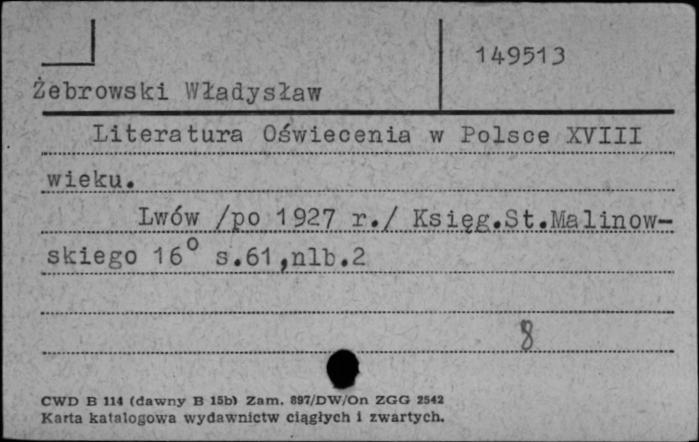 149513
Żebrowski Władysław
Literatura Oświecenia w Polsce XVIII
wieku.
Lwów /po 1927 r./ Księg.St.Malinow-
skiego 16° s.61,nlb.2
8
CWD B 114 (dawny B 15b) Zam. 897/DW/On ZGG 2542
Karta katalogowa wydawnictw ciągłych i zwartych.